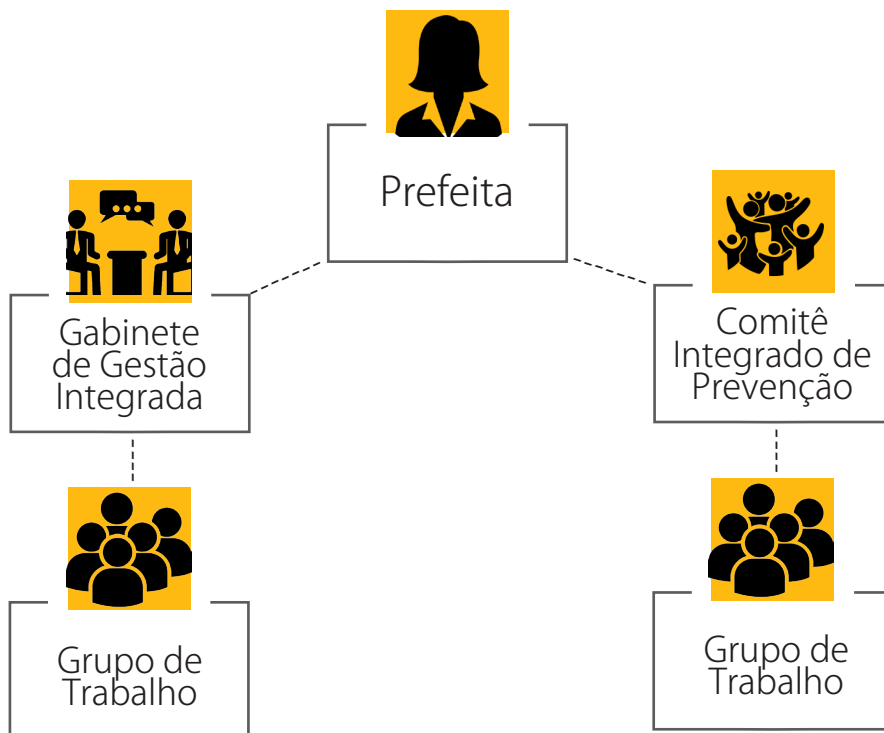 Prefeita
Gabinete
de Gestão
Integrada
Comitê
Integrado de
Prevenção
Grupo de
Trabalho
Grupo de
Trabalho